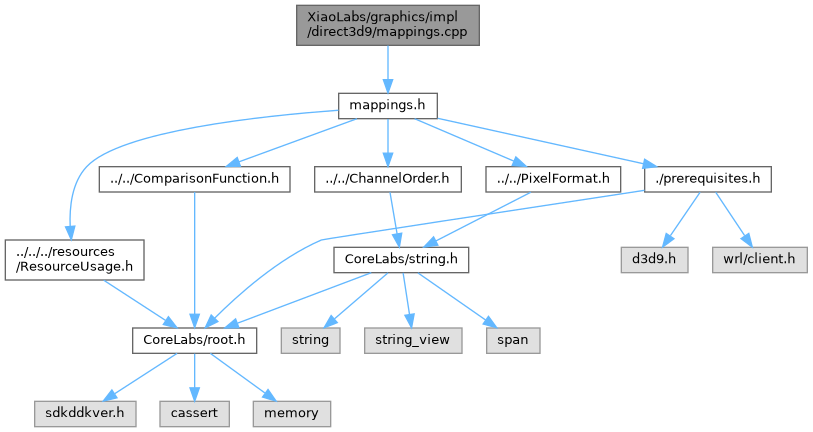 XiaoLabs/graphics/impl
/direct3d9/mappings.cpp
mappings.h
../../ComparisonFunction.h
../../ChannelOrder.h
../../PixelFormat.h
./prerequisites.h
../../../resources
/ResourceUsage.h
CoreLabs/string.h
d3d9.h
wrl/client.h
CoreLabs/root.h
string
string_view
span
sdkddkver.h
cassert
memory